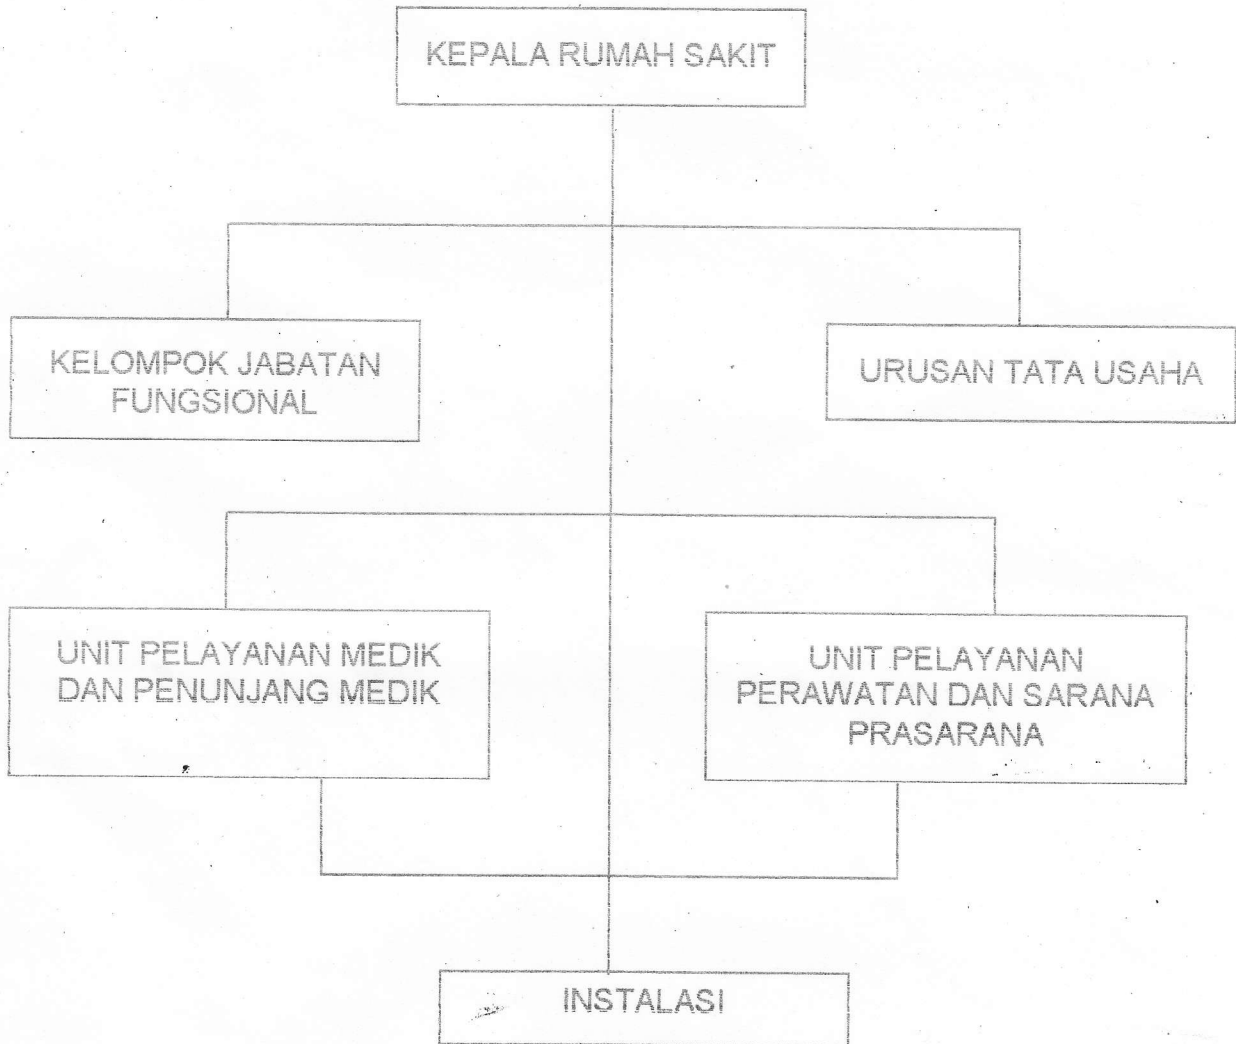 KEPALA RUMAH SAKIT
KELOMPOK JABATAN
FUNGSIONAL
URUSAN TATA USAHA
UNIT PELAYANAN MEDIK
DAN PENUNJANG MEDIK
UNIT PELAYANAN
PERAWATAN DAN SARANA
PRASARANA
INSTALASI